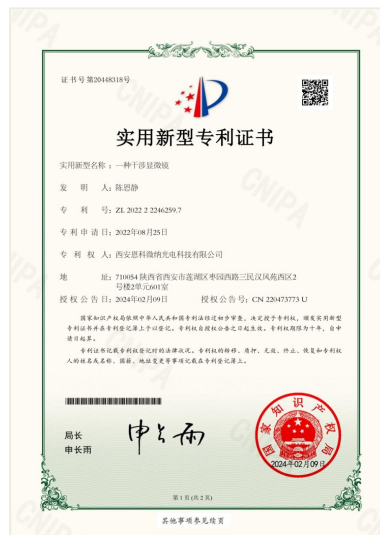 证书号第20448318号
实用新型专利证书
实用新型名称：一种干涉显微镜
发 明 人：陈恩静
专 利 号：ZL 2022 2 2246259.7
专利申请日：2022年08月25日
专 利 权 人：西安恩科微纳光电科技有限公司
地 址：710054 陕西省西安市莲湖区枣园西路三民汉风苑西区2
号楼2单元601室
授权公告日：2024年02月09日 授权公告号：CN 220473773 U
国家知识产权局依照中华人民共和国专利法经过初步审查，决定授予专利权，颁发实用新型
专利证书并在专利登记簿上予以登记。专利权自授权公告之日起生效。专利权期限为十年，自申
请日起算。
专利证书记载专利权登记时的法律状况。专利权的转移、质押、无效、终止、恢复和专利权
人的姓名或名称、国籍、地址变更等事项记载在专利登记簿上。
局长
申长雨
申长雨
国家知识产权局
2024年02月09日
第 1 页 (共 2 页)
其他事项参见续页
CNIPA
CNIPA